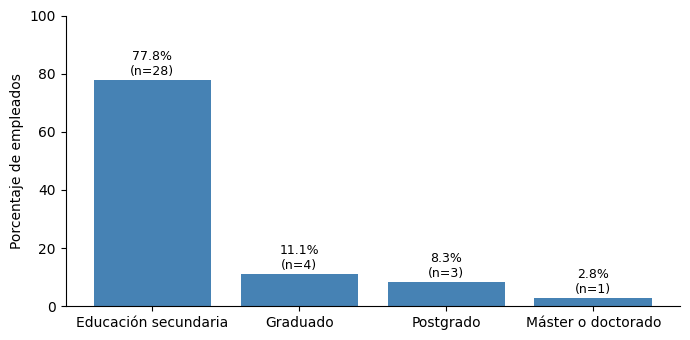 Porcentaje de empleados
100
80
60
40
20
0
77.8%
(n=28)
11.1%
(n=4)
8.3%
(n=3)
2.8%
(n=1)
Educación secundaria
Graduado
Postgrado
Máster o doctorado